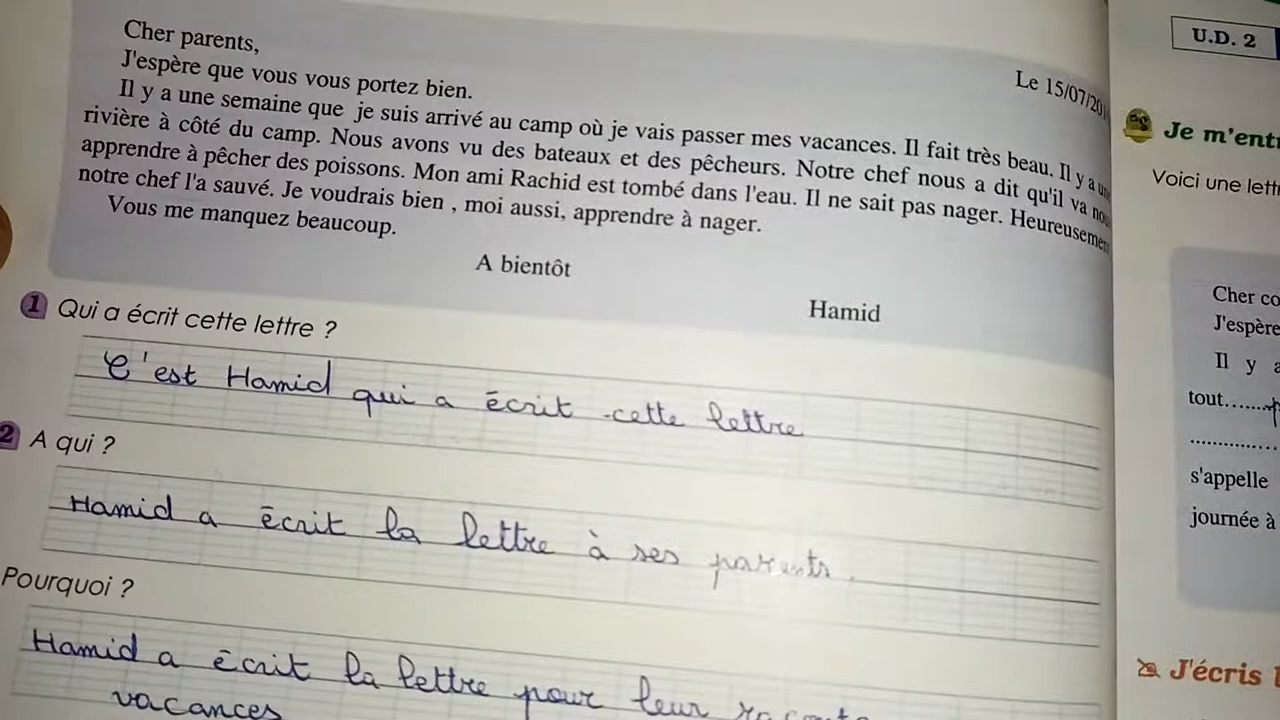 Cher parents,
Le 15/07/20
J'espère que vous vous portez bien.
Il y a une semaine que je suis arrivé au camp où je vais passer mes vacances. Il fait très beau. Il y a une
rivière à côté du camp. Nous avons vu des bateaux et des pêcheurs. Notre chef nous a dit qu'il va
apprendre à pêcher des poissons. Mon ami Rachid est tombé dans l'eau. Il ne sait pas nager. Heureuseme
notre chef l'a sauvé. Je voudrais bien , moi aussi, apprendre à nager.
Vous me manquez beaucoup.
A bientôt
Hamid
1 Qui a écrit cette lettre ?
C'est Hamid qui a écrit cette lettre
2 A qui ?
Hamid a écrit la lettre à ses parents.
Pourquoi ?
Hamid a écrit la lettre pour leur
vacances
U.D. 2
Je m'ent
Voici une lett
Cher co
J'espère
Il y a
tout.......
...............
s'appelle
journée à
J'écris l